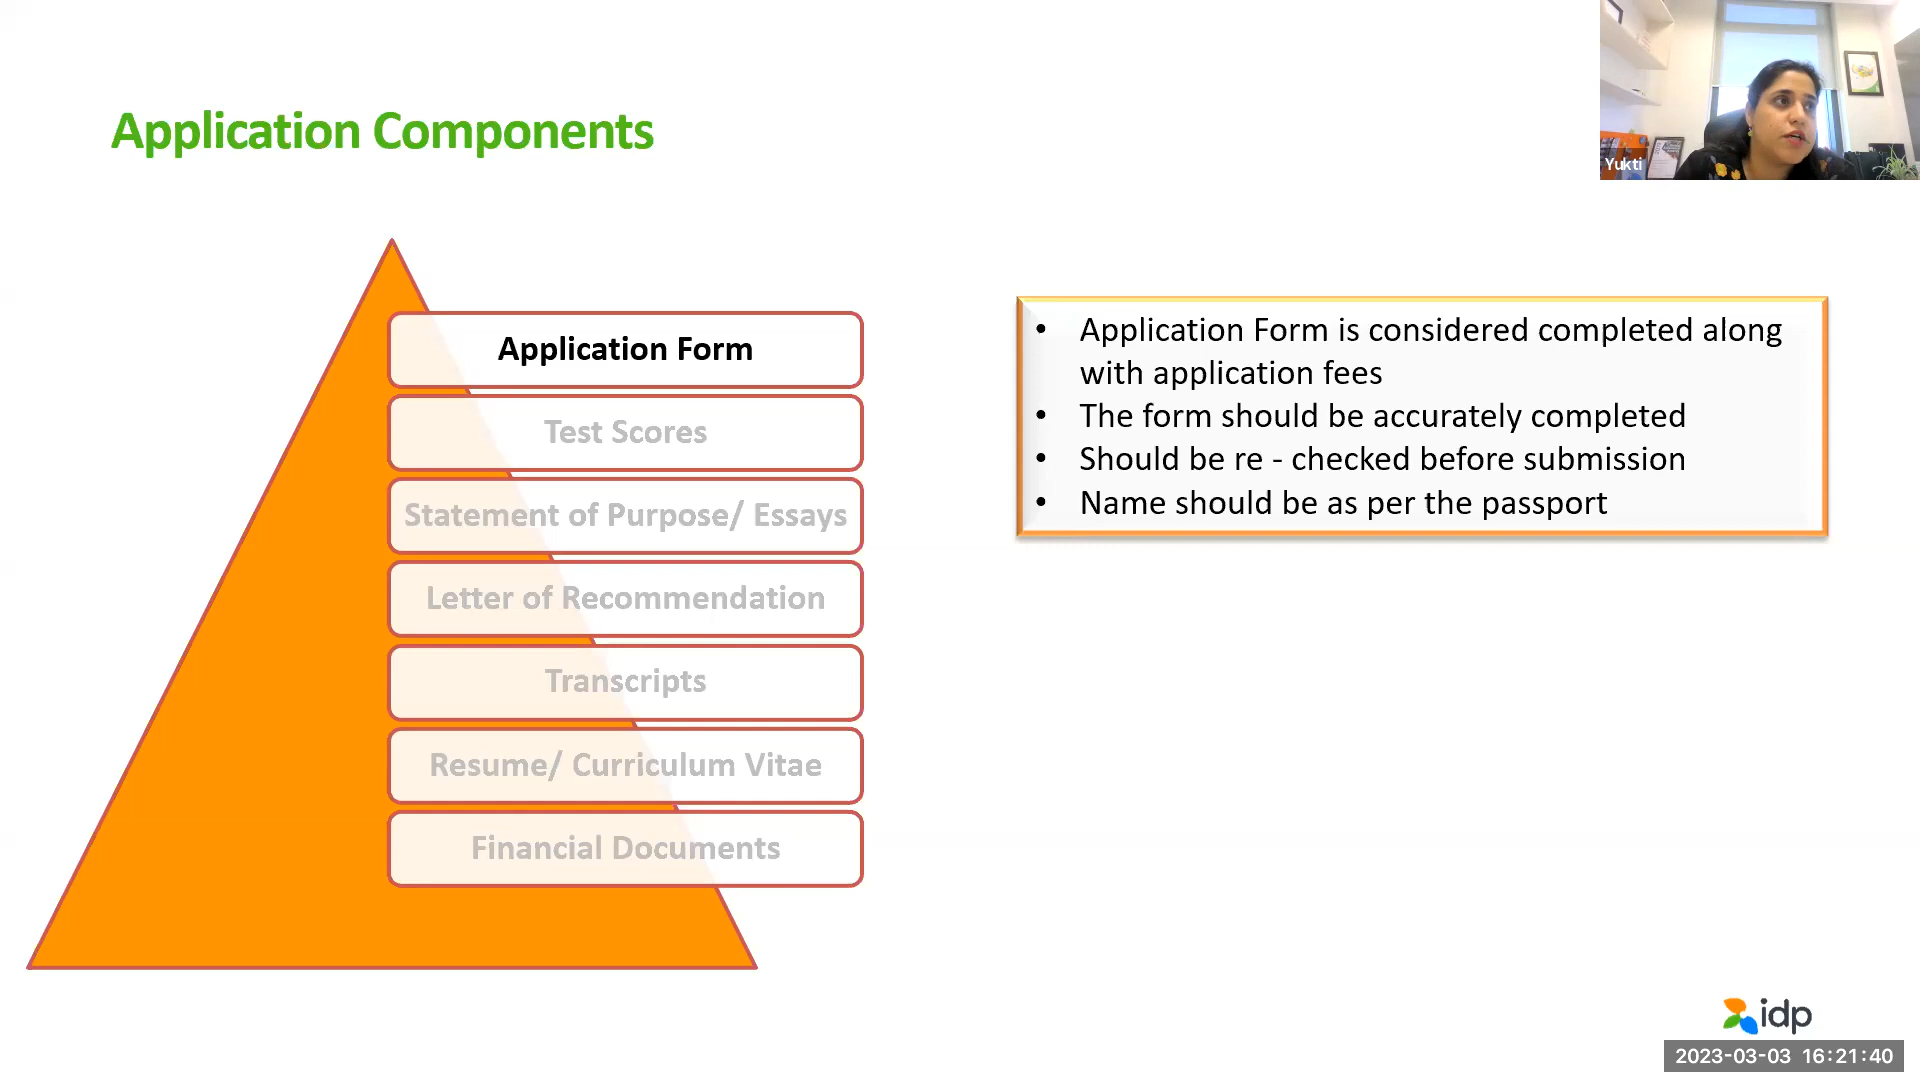 Application Components
Yukti
Application Form
Test Scores
Statement of Purpose/ Essays
Letter of Recommendation
Transcripts
Resume/ Curriculum Vitae
Financial Documents
• Application Form is considered completed along
with application fees
• The form should be accurately completed
• Should be re - checked before submission
• Name should be as per the passport
idp
2023-03-03 16:21:40